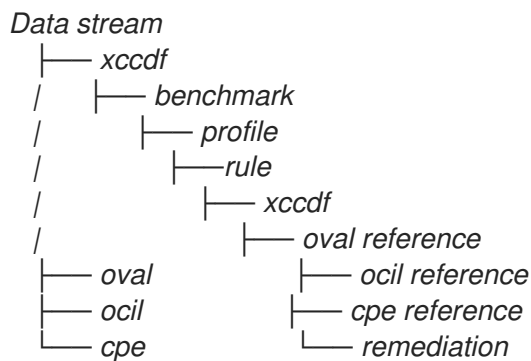 Data stream
├── xccdf
/ ├── benchmark
/ ├── profile
/ ├──rule
/ ├── xccdf
/ ├── oval reference
├── oval ├── ocil reference
├── ocil ├── cpe reference
└── cpe └── remediation